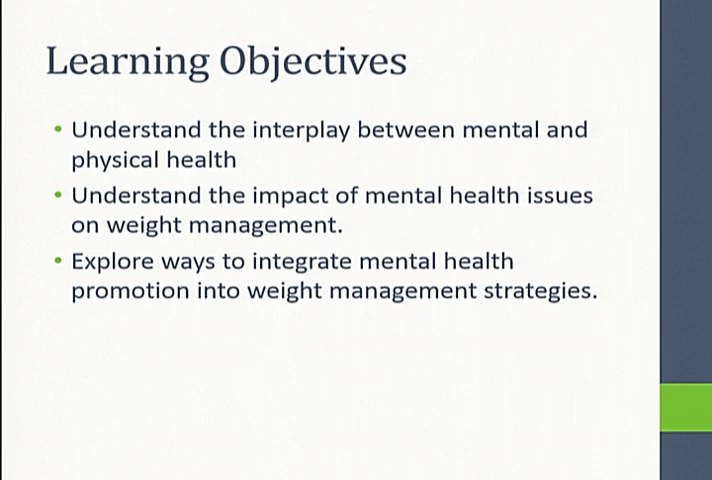 Learning Objectives
• Understand the interplay between mental and
physical health
• Understand the impact of mental health issues
on weight management.
• Explore ways to integrate mental health
promotion into weight management strategies.